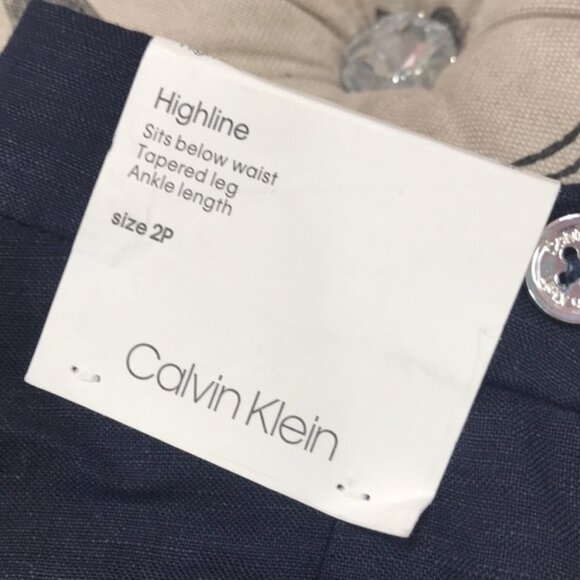 Highline
Sits below waist
Tapered leg
Ankle length
size 2P
Calvin Klein